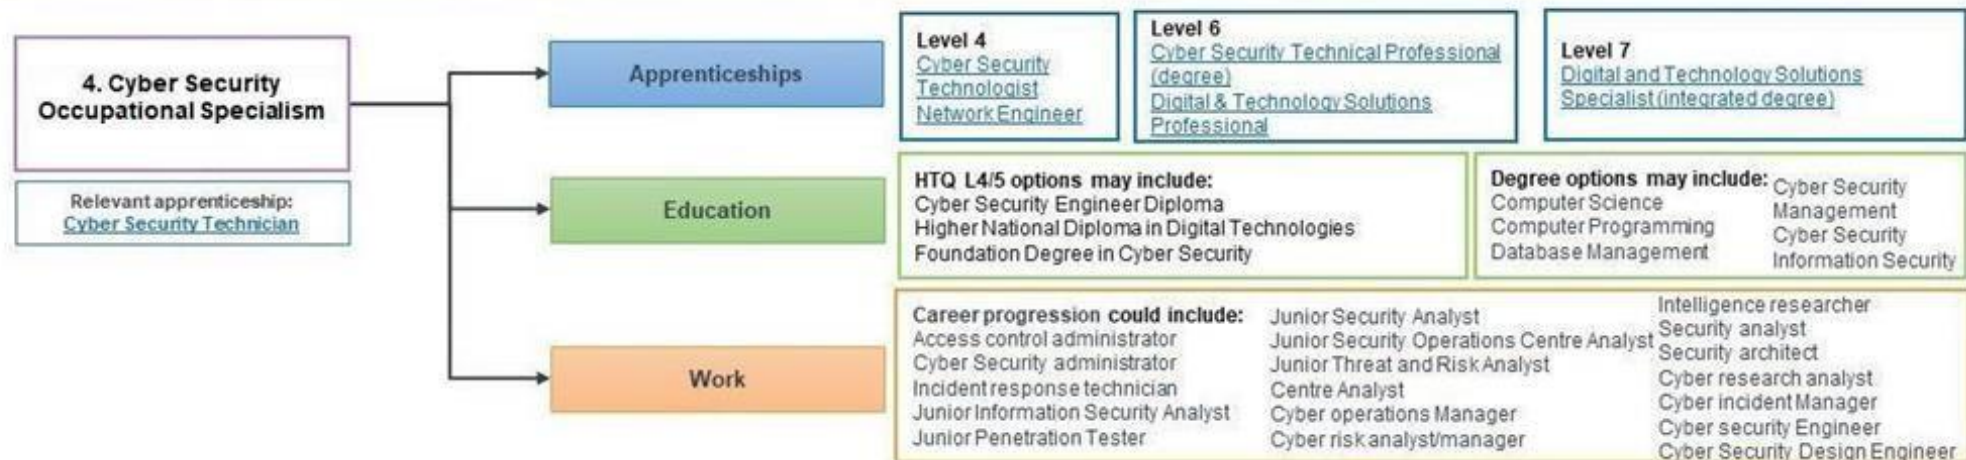 4. Cyber Security
Occupational Specialism
Relevant apprenticeship:
Cyber Security Technician
Apprenticeships
Level 4
Cyber Security
Technologist
Network Engineer
Level 6
Cyber Security Technical Professional
(degree)
Digital & Technology Solutions
Professional
Level 7
Digital and Technology Solutions
Specialist (integrated degree)
Education
HTQ L4/5 options may include:
Cyber Security Engineer Diploma
Higher National Diploma in Digital Technologies
Foundation Degree in Cyber Security
Degree options may include:
Computer Science
Computer Programming
Database Management
Cyber Security
Management
Cyber Security
Information Security
Work
Career progression could include:
Access control administrator
Cyber Security administrator
Incident response technician
Junior Information Security Analyst
Junior Penetration Tester
Junior Security Analyst
Junior Security Operations Centre Analyst
Junior Threat and Risk Analyst
Centre Analyst
Cyber operations Manager
Cyber risk analyst/manager
Intelligence researcher
Security analyst
Security architect
Cyber research analyst
Cyber incident Manager
Cyber security Engineer
Cyber Security Design Engineer